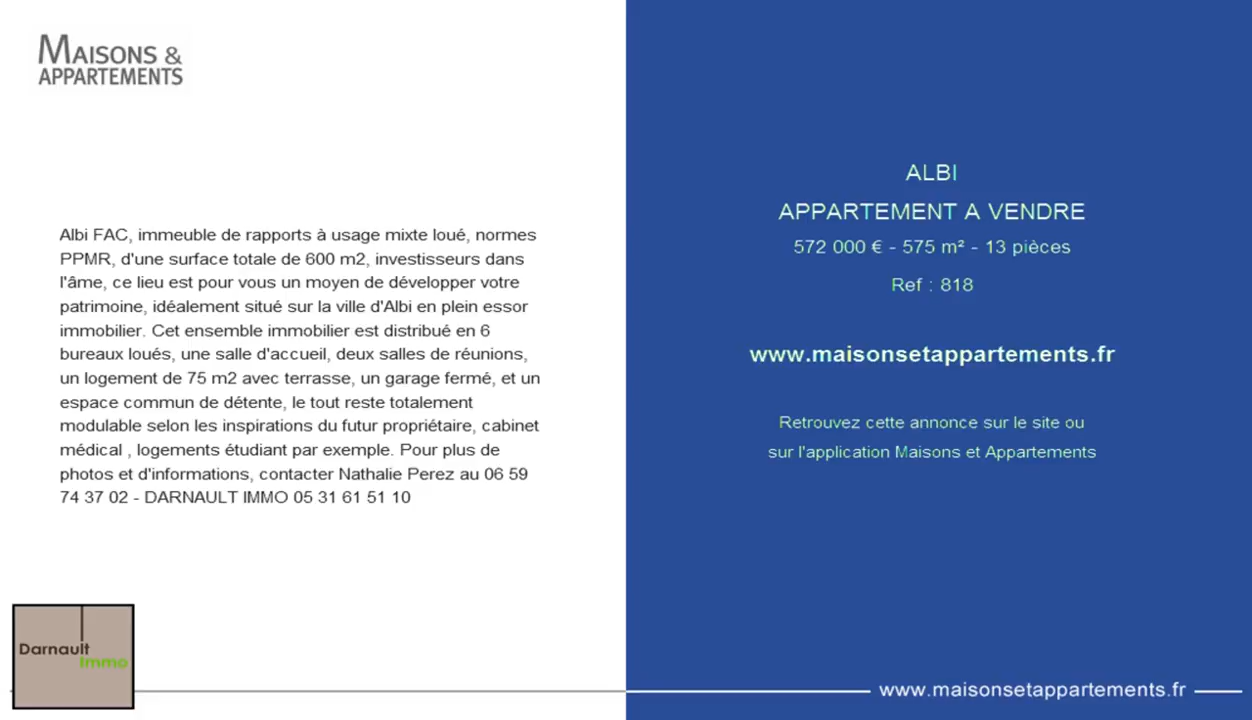 MAISONS &
APPARTEMENTS
Albi FAC, immeuble de rapports à usage mixte loué, normes
PPMR, d'une surface totale de 600 m2, investisseurs dans
l'âme, ce lieu est pour vous un moyen de développer votre
patrimoine, idéalement situé sur la ville d'Albi en plein essor
immobilier. Cet ensemble immobilier est distribué en 6
bureaux loués, une salle d'accueil, deux salles de réunions,
un logement de 75 m2 avec terrasse, un garage fermé, et un
espace commun de détente, le tout reste totalement
modulable selon les inspirations du futur propriétaire, cabinet
médical , logements étudiant par exemple. Pour plus de
photos et d'informations, contacter Nathalie Perez au 06 59
74 37 02 - DARNAULT IMMO 05 31 61 51 10
Darnault
Immo
ALBI
APPARTEMENT A VENDRE
572 000 € - 575 m² - 13 pièces
Ref : 818
www.maisonsetappartements.fr
Retrouvez cette annonce sur le site ou
sur l'application Maisons et Appartements
www.maisonsetappartements.fr